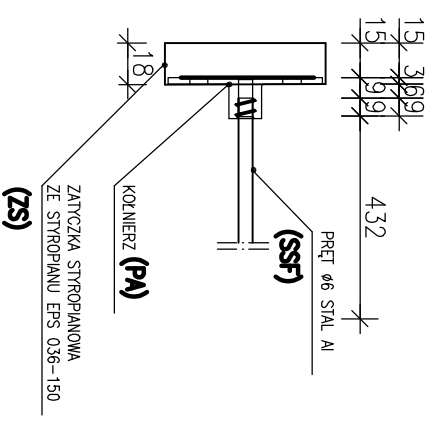 15
15
3
6
9
9
9
432
18
PRĘT ø6 STAL AI
(SSF)
KOŁNIERZ (PA)
ZATYCZKA STYROPIANOWA
ZE STYROPIANU EPS 036-150
(ZS)